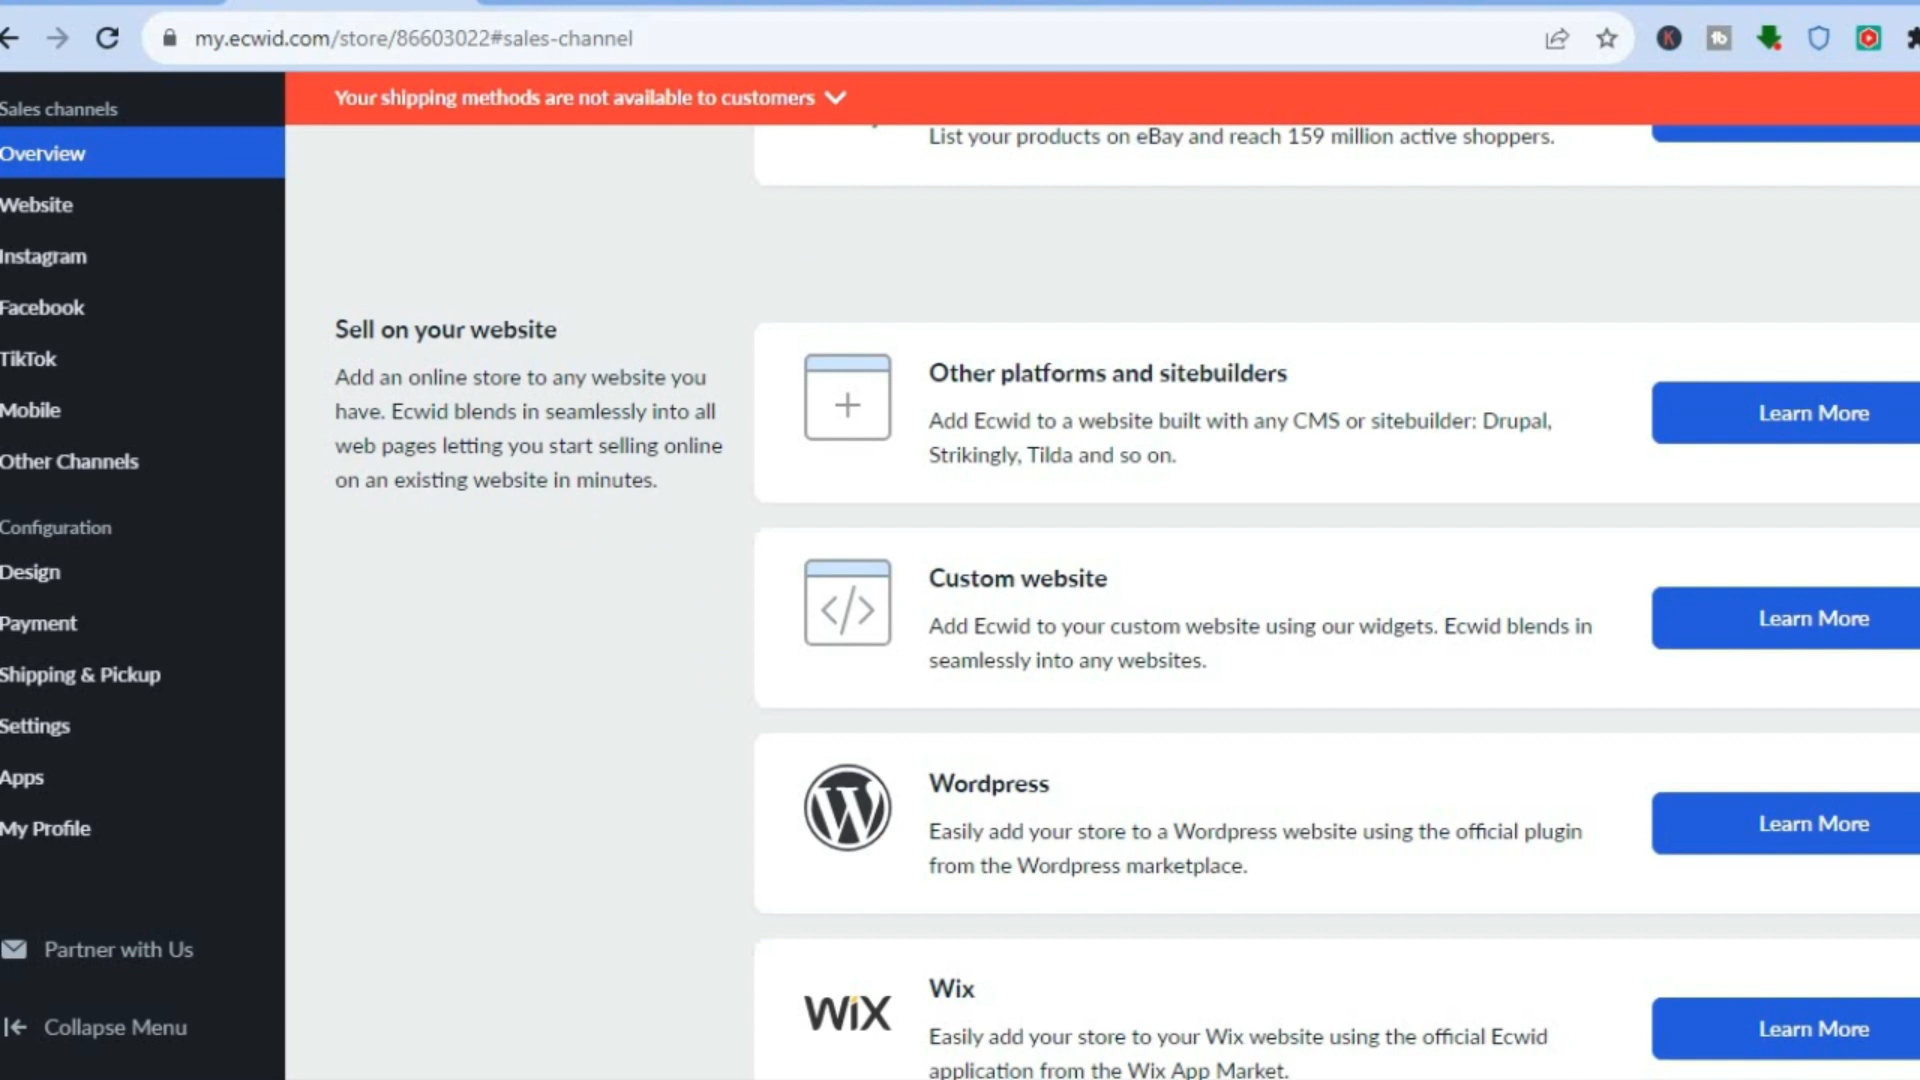 my.ecwid.com/store/86603022#sales-channel
Sales channels
Overview
Website
Instagram
Facebook
TikTok
Mobile
Other Channels
Configuration
Design
Payment
Shipping & Pickup
Settings
Apps
My Profile
Partner with Us
Collapse Menu
Your shipping methods are not available to customers
List your products on eBay and reach 159 million active shoppers.
Sell on your website
Add an online store to any website you
have. Ecwid blends in seamlessly into all
web pages letting you start selling online
on an existing website in minutes.
Other platforms and sitebuilders
Add Ecwid to a website built with any CMS or sitebuilder: Drupal,
Strikingly, Tilda and so on.
Learn More
Custom website
Add Ecwid to your custom website using our widgets. Ecwid blends in
seamlessly into any websites.
Learn More
Wordpress
Easily add your store to a Wordpress website using the official plugin
from the Wordpress marketplace.
Learn More
WiX
Wix
Easily add your store to your Wix website using the official Ecwid
application from the Wix App Market.
Learn More